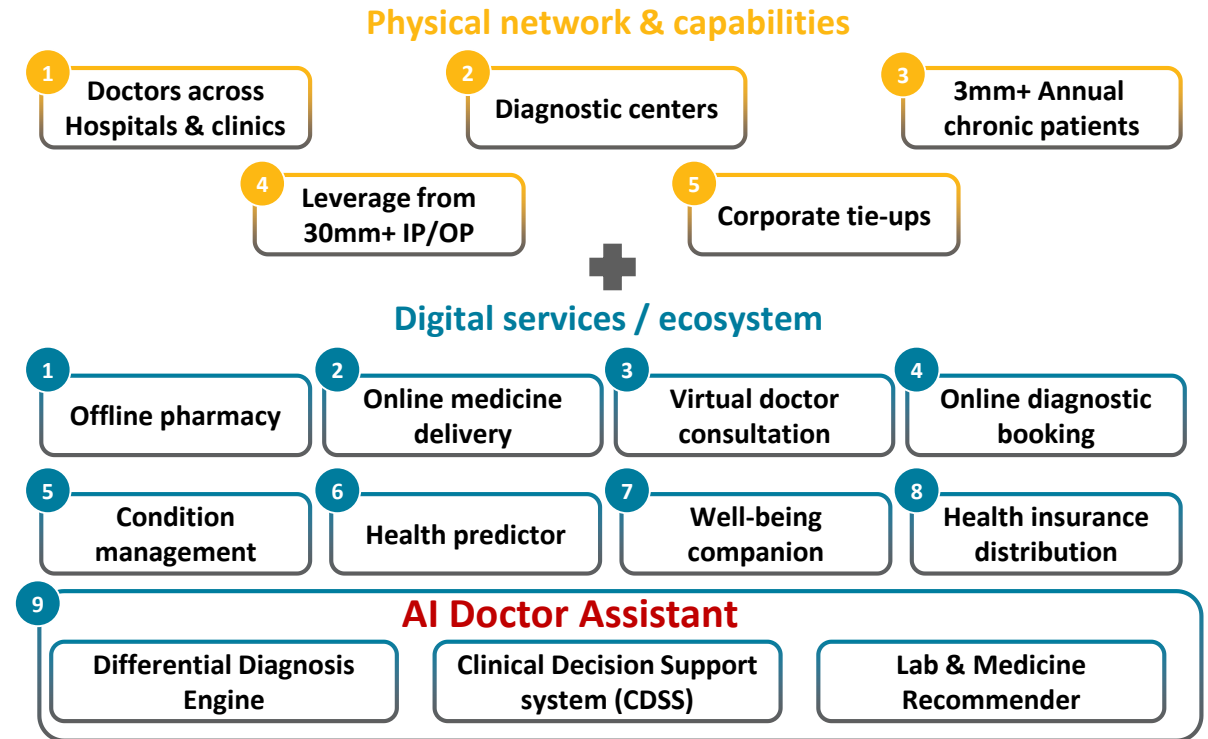 Physical network & capabilities
1
Doctors across
Hospitals & clinics
2
Diagnostic centers
3
3mm+ Annual
chronic patients
4
Leverage from
30mm+ IP/OP
5
Corporate tie-ups
Digital services / ecosystem
1
Offline pharmacy
2
Online medicine
delivery
3
Virtual doctor
consultation
4
Online diagnostic
booking
5
Condition
management
6
Health predictor
7
Well-being
companion
8
Health insurance
distribution
9
AI Doctor Assistant
Differential Diagnosis
Engine
Clinical Decision Support
system (CDSS)
Lab & Medicine
Recommender